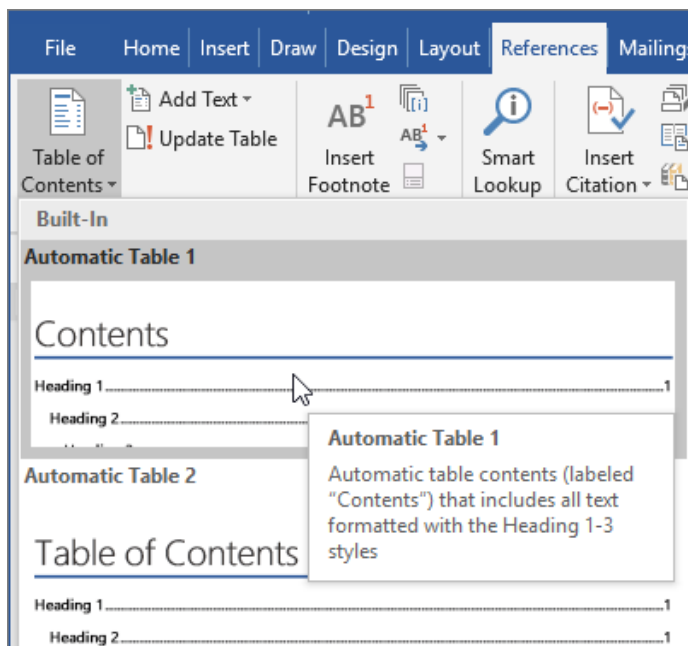 File Home Insert Draw Design Layout References Mailings
Add Text
Update Table
Table of
Contents
AB1
AB1
[i]
Insert
Footnote
Smart
Lookup
Insert
Citation
Built-In
Automatic Table 1
Contents
Heading 1 1
Heading 2
Automatic Table 1
Automatic table contents (labeled
“Contents”) that includes all text
formatted with the Heading 1-3
styles
Automatic Table 2
Table of Contents
Heading 1 1
Heading 2 1